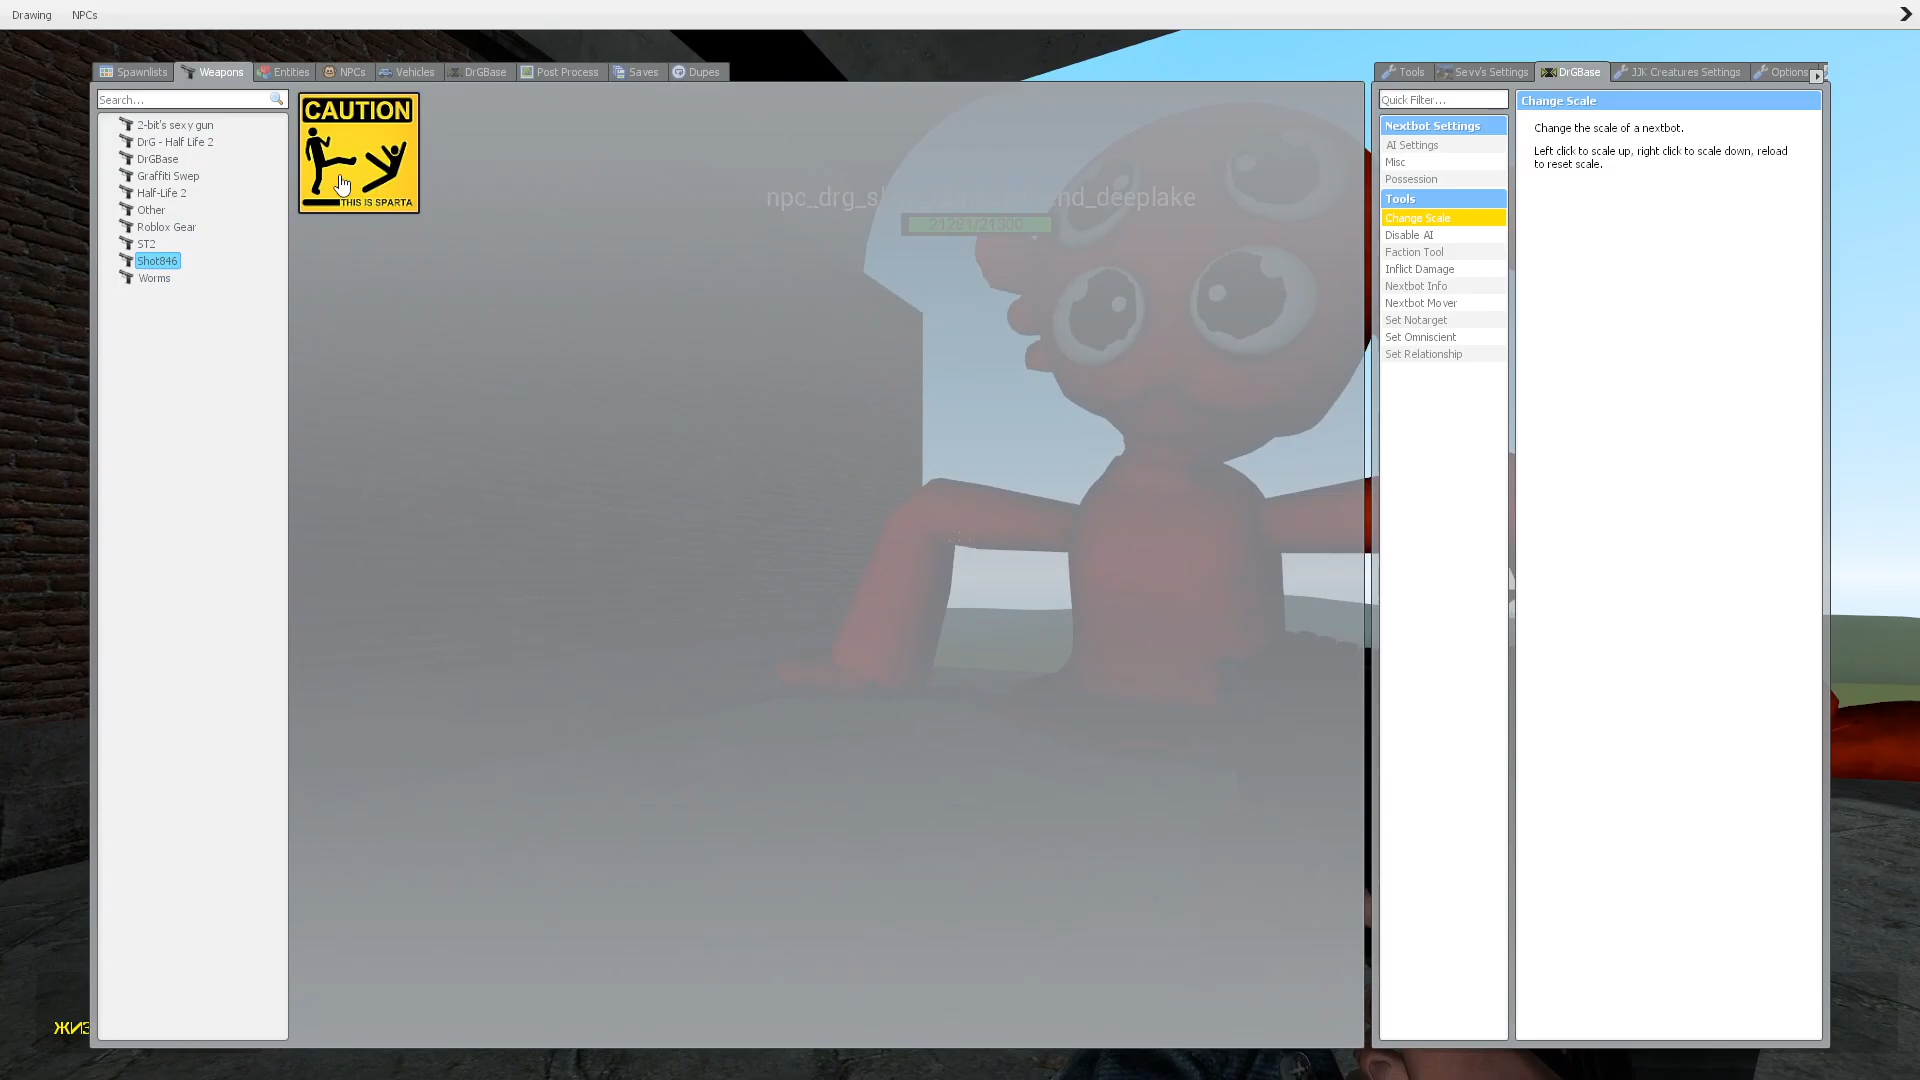 Drawing NPCs
Spawnlists Weapons Entities NPCs Vehicles DrGBase Post Process Saves Dupes
Tools Sevv's Settings DrGBase JJK Creatures Settings Options
Search...
2-bit's sexy gun
DrG - Half Life 2
DrGBase
Graffiti Swep
Half-Life 2
Other
Roblox Gear
ST2
Shot846
Worms
CAUTION
THIS IS SPARTA
21291/21300
Quick Filter...
Nextbot Settings
AI Settings
Misc
Possession
Tools
Change Scale
Disable AI
Faction Tool
Inflict Damage
Nextbot Info
Nextbot Mover
Set Notarget
Set Omniscient
Set Relationship
Change Scale
Change the scale of a nextbot.
Left click to scale up, right click to scale down, reload
to reset scale.